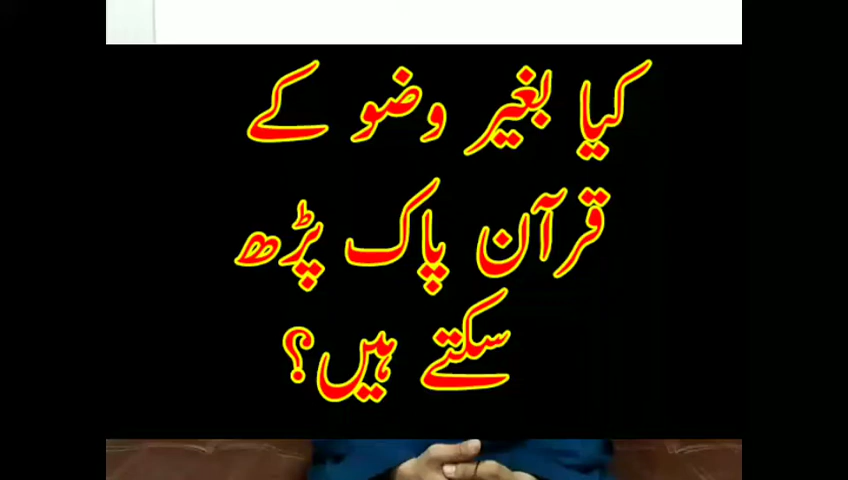 کیا بغیر وضو کے
قرآن پاک پڑھ
سکتے ہیں؟